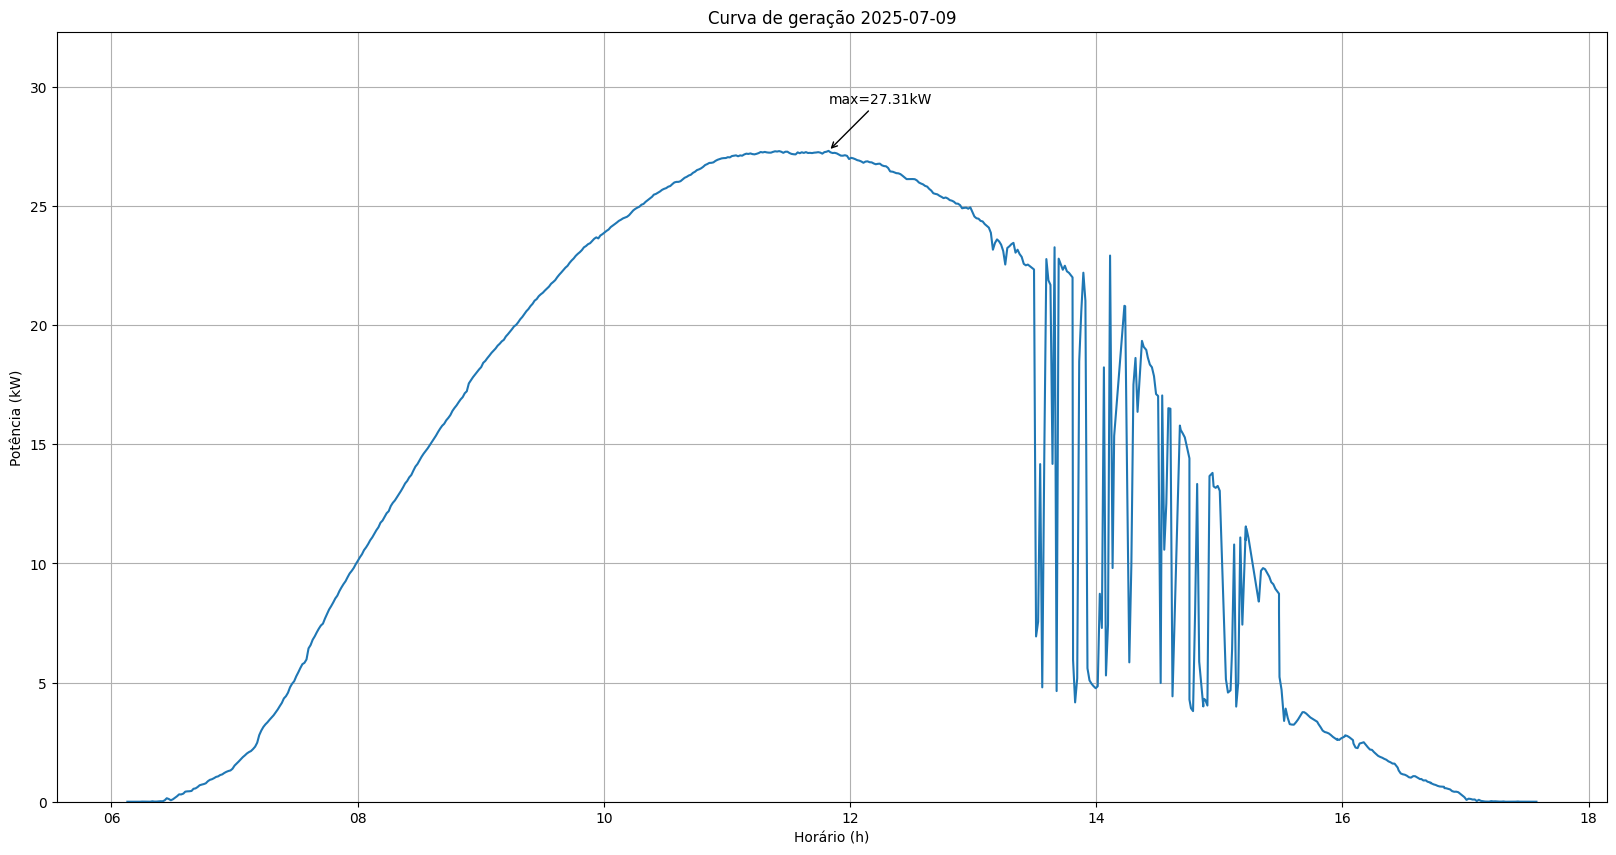 Curva de geração 2025-07-09
30
max=27.31kW
25
20
15
10
5
0
Potência (kW)
06 08 10 12 14 16 18
Horário (h)